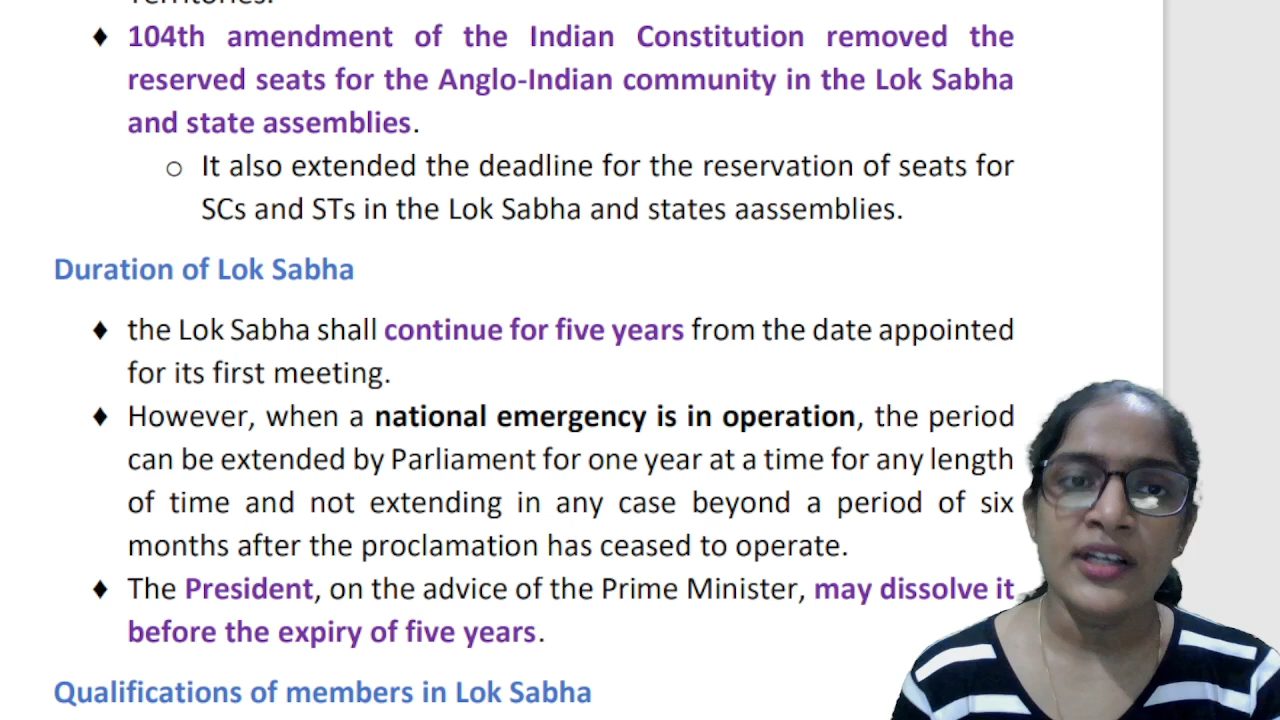 Territories.
♦ 104th amendment of the Indian Constitution removed the
reserved seats for the Anglo-Indian community in the Lok Sabha
and state assemblies.
o It also extended the deadline for the reservation of seats for
SCs and STs in the Lok Sabha and states aassemblies.
Duration of Lok Sabha
♦ the Lok Sabha shall continue for five years from the date appointed
for its first meeting.
♦ However, when a national emergency is in operation, the period
can be extended by Parliament for one year at a time for any length
of time and not extending in any case beyond a period of six
months after the proclamation has ceased to operate.
♦ The President, on the advice of the Prime Minister, may dissolve it
before the expiry of five years.
Qualifications of members in Lok Sabha